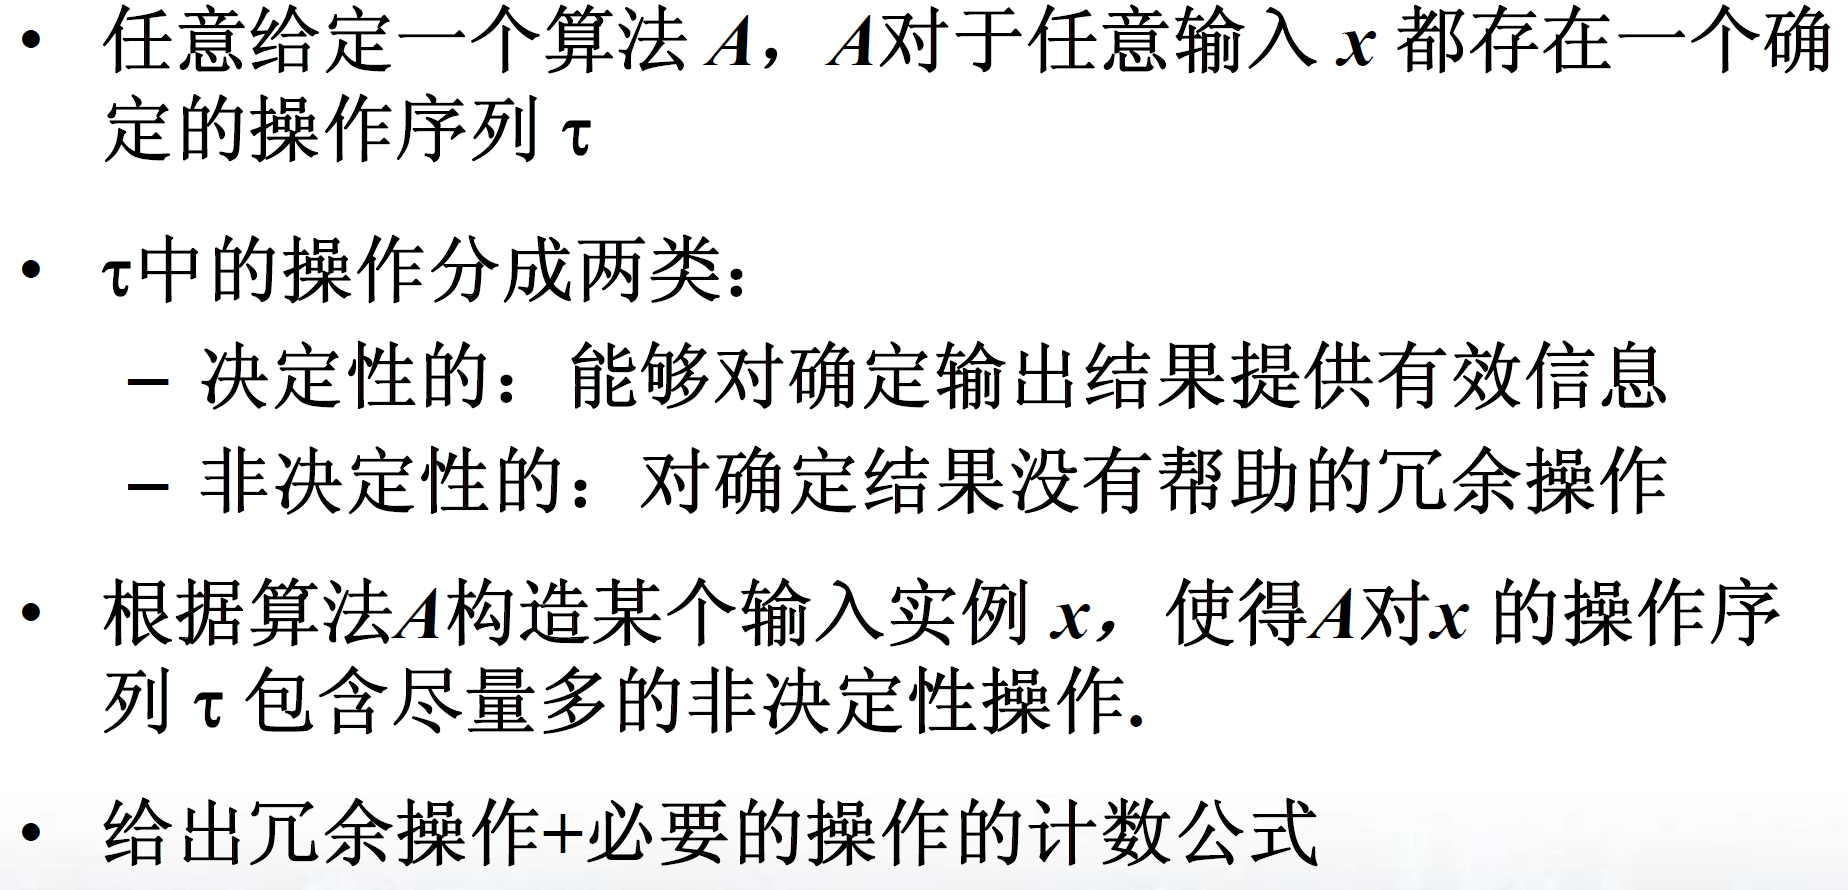 • 任意给定一个算法 A，A对于任意输入 x 都存在一个确
定的操作序列 τ
• τ中的操作分成两类：
– 决定性的：能够对确定输出结果提供有效信息
– 非决定性的：对确定结果没有帮助的冗余操作
• 根据算法A构造某个输入实例 x，使得A对x 的操作序
列 τ 包含尽量多的非决定性操作.
• 给出冗余操作+必要的操作的计数公式